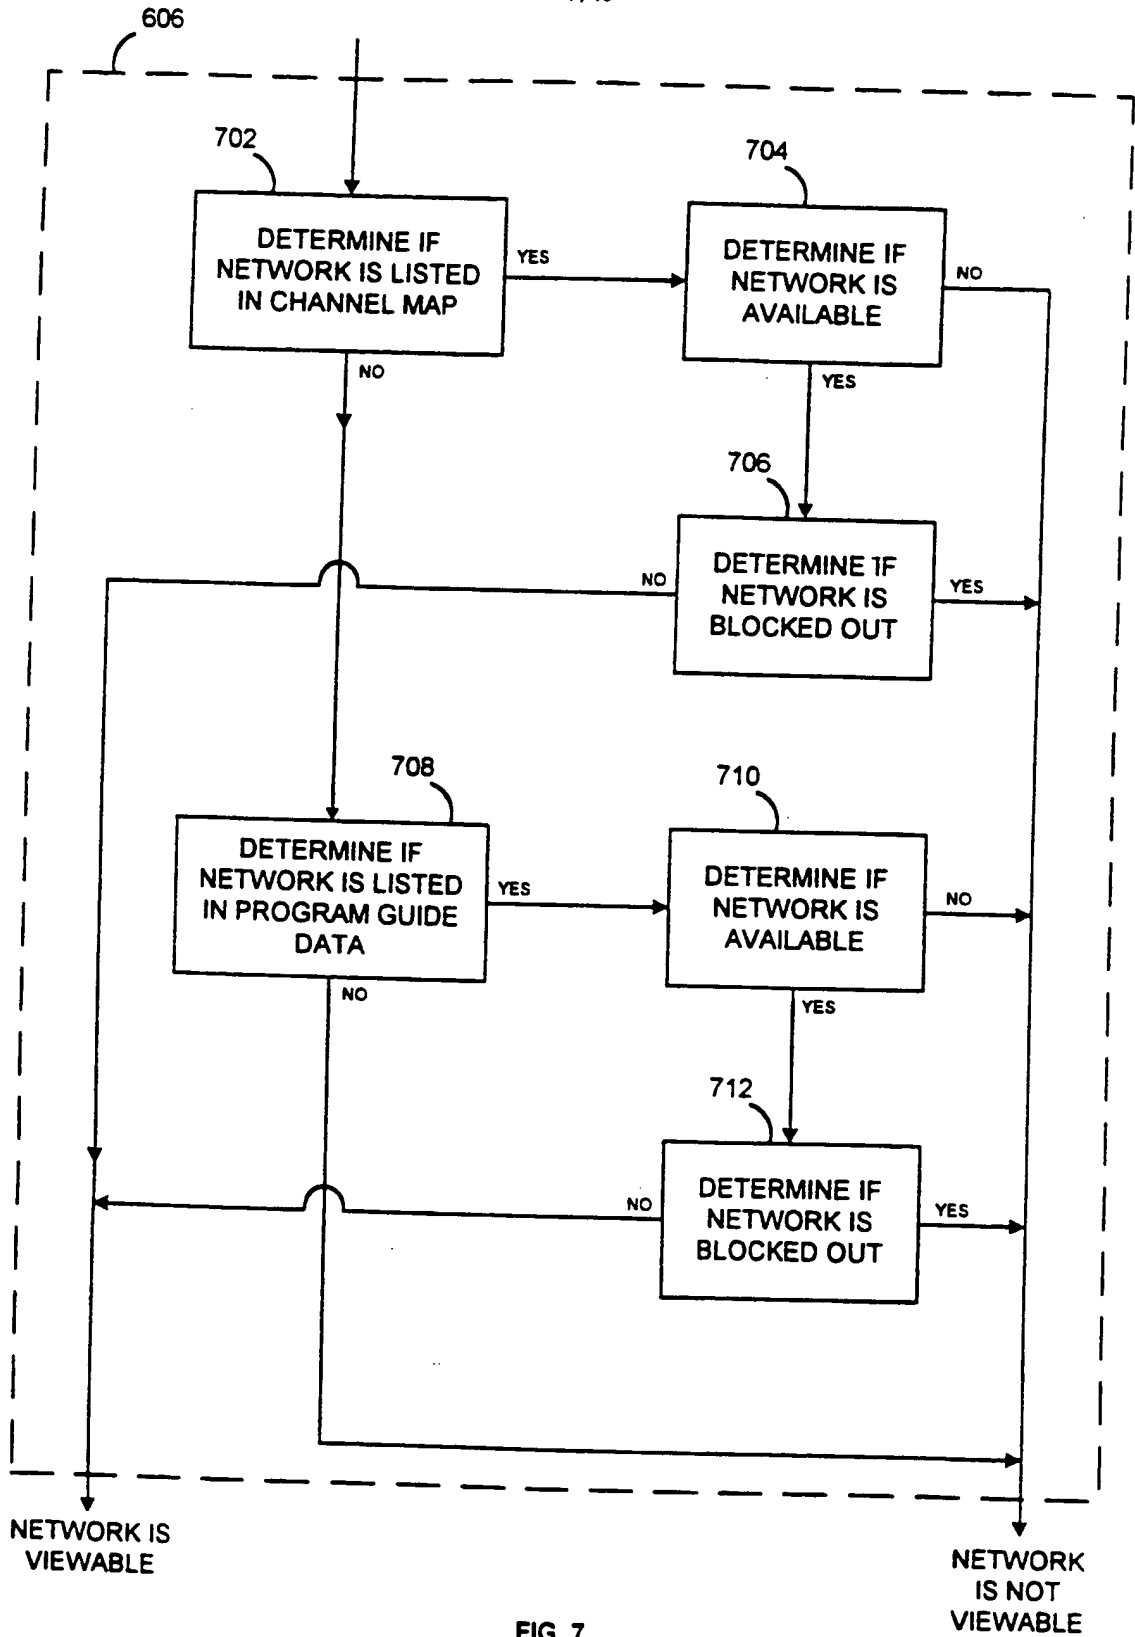 606
702
704
DETERMINE IF
NETWORK IS LISTED
IN CHANNEL MAP
YES
DETERMINE IF
NETWORK IS
AVAILABLE
NO
NO
YES
706
DETERMINE IF
NETWORK IS
BLOCKED OUT
NO
YES
708
710
DETERMINE IF
NETWORK IS LISTED
IN PROGRAM GUIDE
DATA
YES
DETERMINE IF
NETWORK IS
AVAILABLE
NO
NO
YES
712
DETERMINE IF
NETWORK IS
BLOCKED OUT
NO
YES
NETWORK IS
VIEWABLE
NETWORK
IS NOT
VIEWABLE
FIG. 7